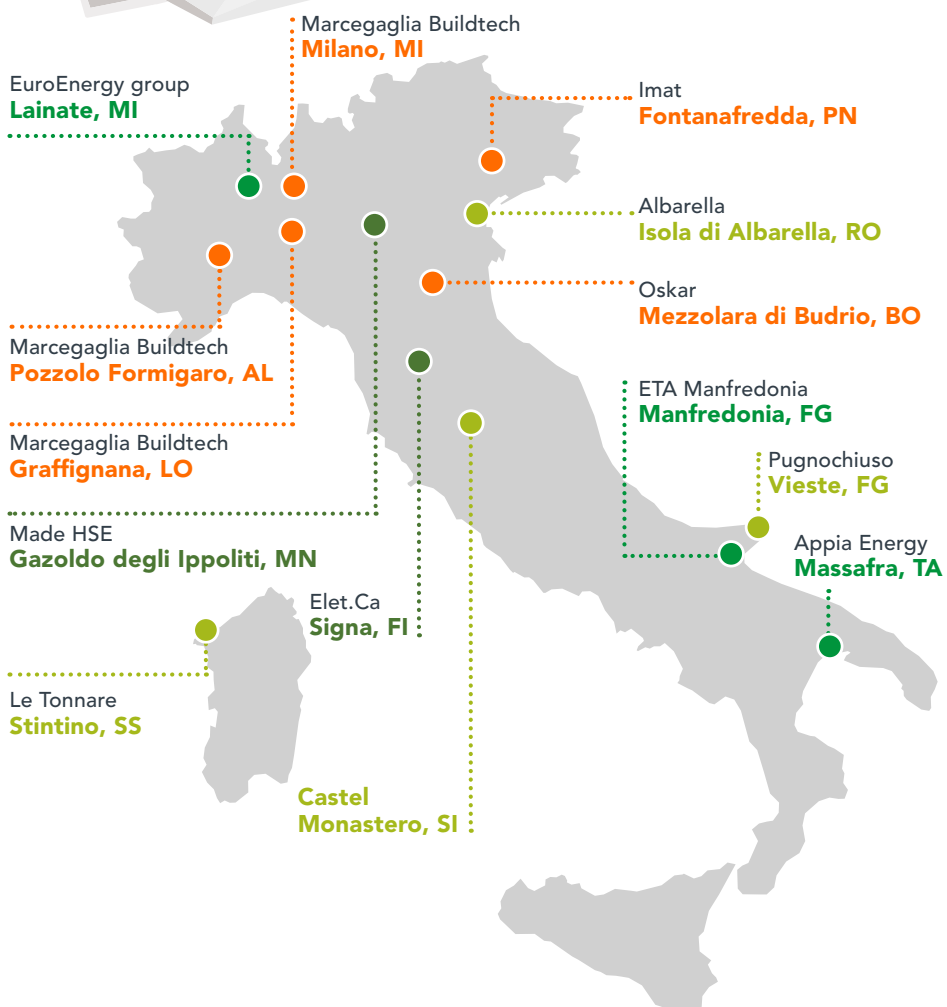 Marcegaglia Buildtech
Milano, MI
EuroEnergy group
Lainate, MI
Imat
Fontanafredda, PN
Albarella
Isola di Albarella, RO
Oskar
Mezzolara di Budrio, BO
Marcegaglia Buildtech
Pozzolo Formigaro, AL
ETA Manfredonia
Manfredonia, FG
Marcegaglia Buildtech
Graffignana, LO
Pugnochiuso
Vieste, FG
Made HSE
Gazoldo degli Ippoliti, MN
Appia Energy
Massafra, TA
Elet.Ca
Signa, FI
Le Tonnare
Stintino, SS
Castel
Monastero, SI